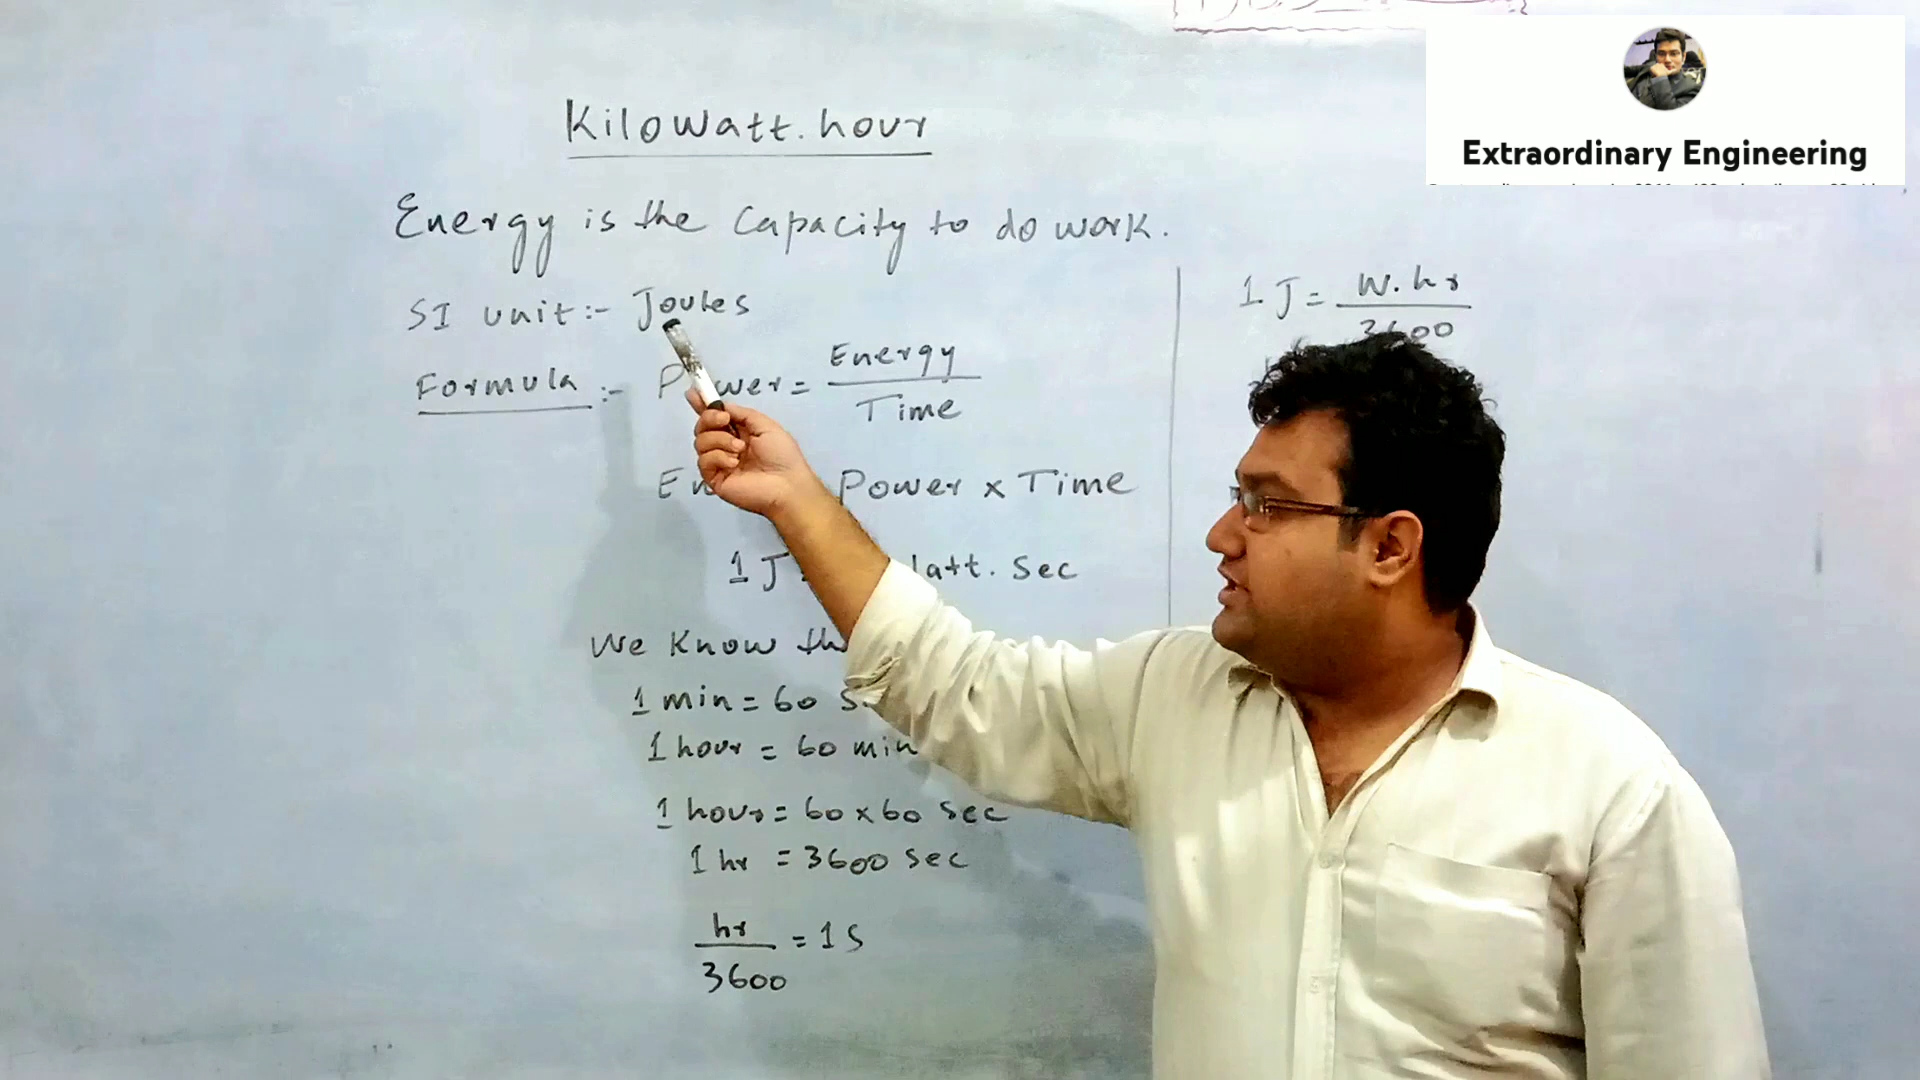 Extraordinary Engineering
Kilowatt.hour
Energy is the Capacity to do work.
SI unit:- Joules
Formula :- Power = Energy
Time
Power x Time
1 J = Watt. Sec
We Know
1 min = 60
1 hour = 60 min
1 hour = 60 x 60 sec
1 hr = 3600 sec
hr
3600 = 1 S
1 J = W.hr
3600